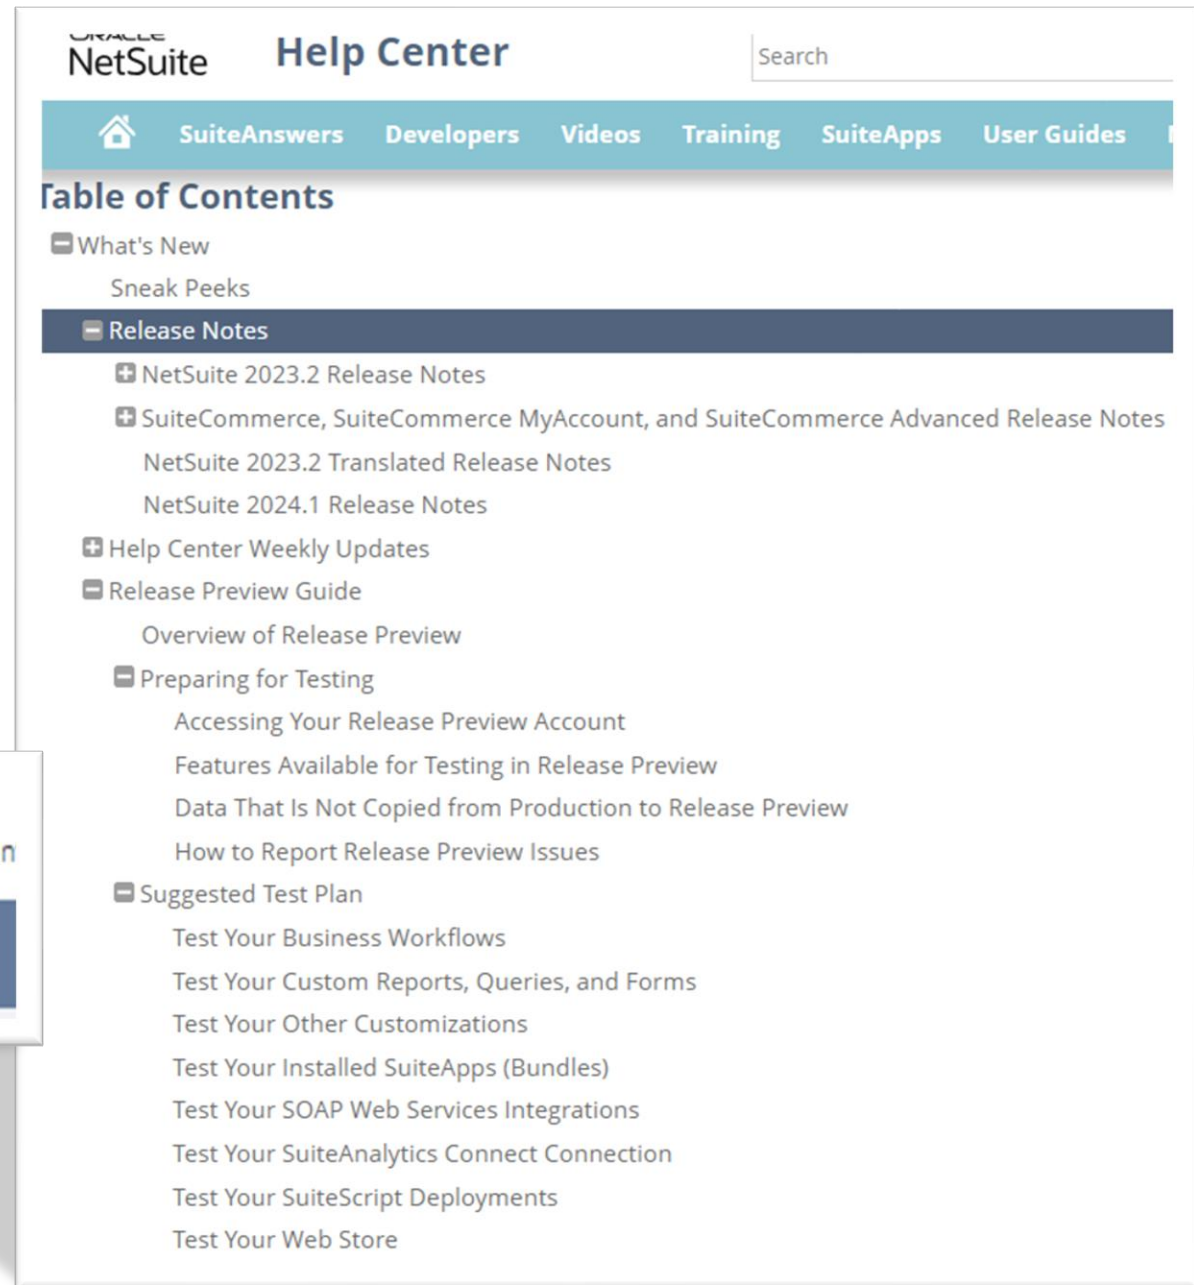 ORACLE
NetSuite Help Center Search
SuiteAnswers Developers Videos Training SuiteApps User Guides
Table of Contents
What's New
Sneak Peeks
Release Notes
NetSuite 2023.2 Release Notes
SuiteCommerce, SuiteCommerce MyAccount, and SuiteCommerce Advanced Release Notes
NetSuite 2023.2 Translated Release Notes
NetSuite 2024.1 Release Notes
Help Center Weekly Updates
Release Preview Guide
Overview of Release Preview
Preparing for Testing
Accessing Your Release Preview Account
Features Available for Testing in Release Preview
Data That Is Not Copied from Production to Release Preview
How to Report Release Preview Issues
Suggested Test Plan
Test Your Business Workflows
Test Your Custom Reports, Queries, and Forms
Test Your Other Customizations
Test Your Installed SuiteApps (Bundles)
Test Your SOAP Web Services Integrations
Test Your SuiteAnalytics Connect Connection
Test Your SuiteScript Deployments
Test Your Web Store